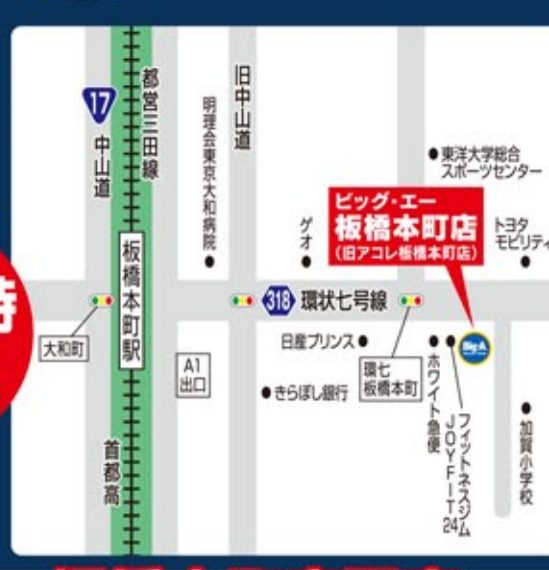 17
中山道
都営三田線
明理会東京大和病院
旧中山道
東洋大学総合
スポーツセンター
ビッグ・エー
板橋本町店
(旧アコレ板橋本町店)
ゲオ
トヨタ
モビリティ
時
板橋本町駅
318 環状七号線
大和町
A1
出口
日産プリンス
環七
板橋本町
Big-A
きらぼし銀行
ホワイト急便
フィットネスジム
JOYFIT24
加賀小学校
首都高